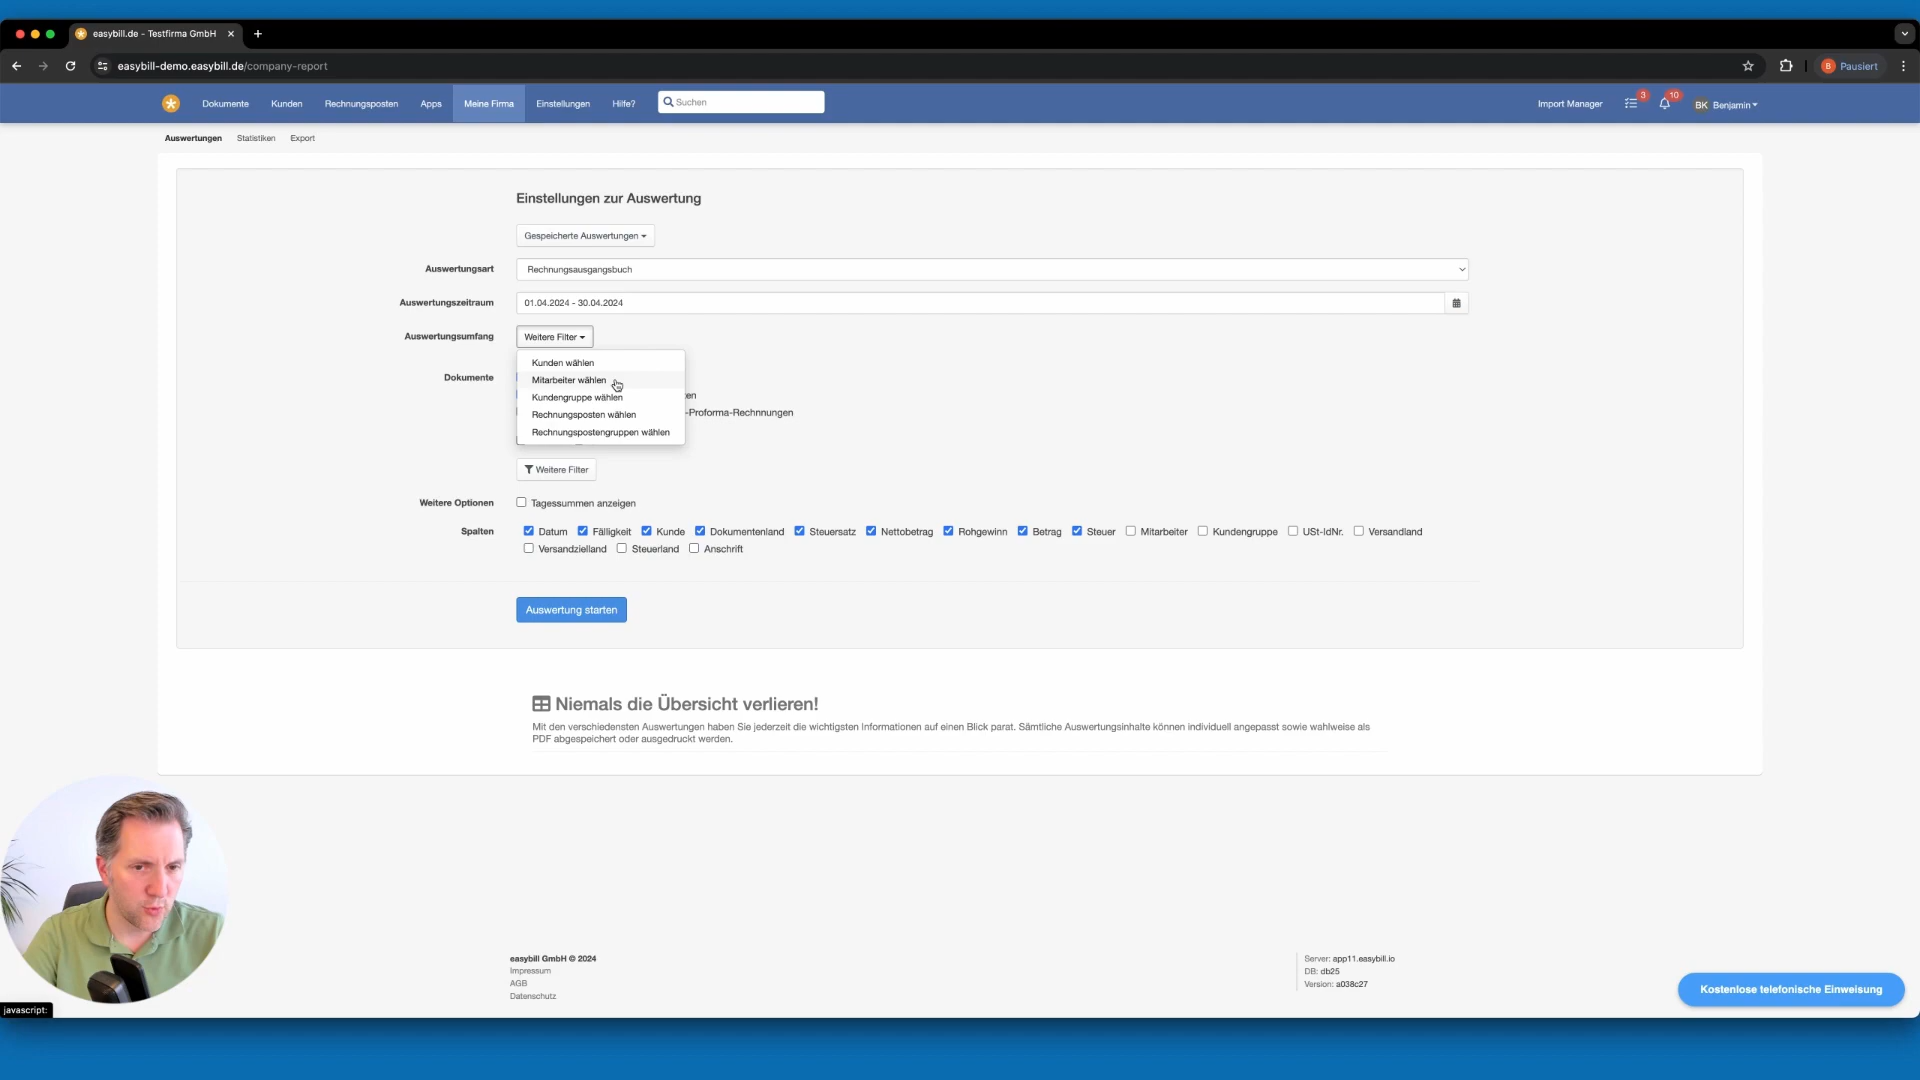 easybill.de - Testfirma GmbH
easybill-demo.easybill.de/company-report
B Pausiert
Dokumente Kunden Rechnungsposten Apps Meine Firma Einstellungen Hilfe? Suchen Import Manager 3 10 BK Benjamin
Auswertungen Statistiken Export
Einstellungen zur Auswertung
Gespeicherte Auswertungen
Auswertungsart Rechnungsausgangsbuch
Auswertungszeitraum 01.04.2024 - 30.04.2024
Auswertungsumfang Weitere Filter
Kunden wählen
Dokumente Mitarbeiter wählen
Kundengruppe wählen
Rechnungsposten wählen -Proforma-Rechnnungen
Rechnungspostengruppen wählen
Weitere Filter
Weitere Optionen Tagessummen anzeigen
Spalten Datum Fälligkeit Kunde Dokumentenland Steuersatz Nettobetrag Rohgewinn Betrag Steuer Mitarbeiter Kundengruppe USt-IdNr. Versandland
Versandzielland Steuerland Anschrift
Auswertung starten
Niemals die Übersicht verlieren!
Mit den verschiedensten Auswertungen haben Sie jederzeit die wichtigsten Informationen auf einen Blick parat. Sämtliche Auswertungsinhalte können individuell angepasst sowie wahlweise als
PDF abgespeichert oder ausgedruckt werden.
easybill GmbH © 2024
Impressum
AGB
Datenschutz
Server: app11.easybill.io
DB: db25
Version: a038c27
Kostenlose telefonische Einweisung
javascript: